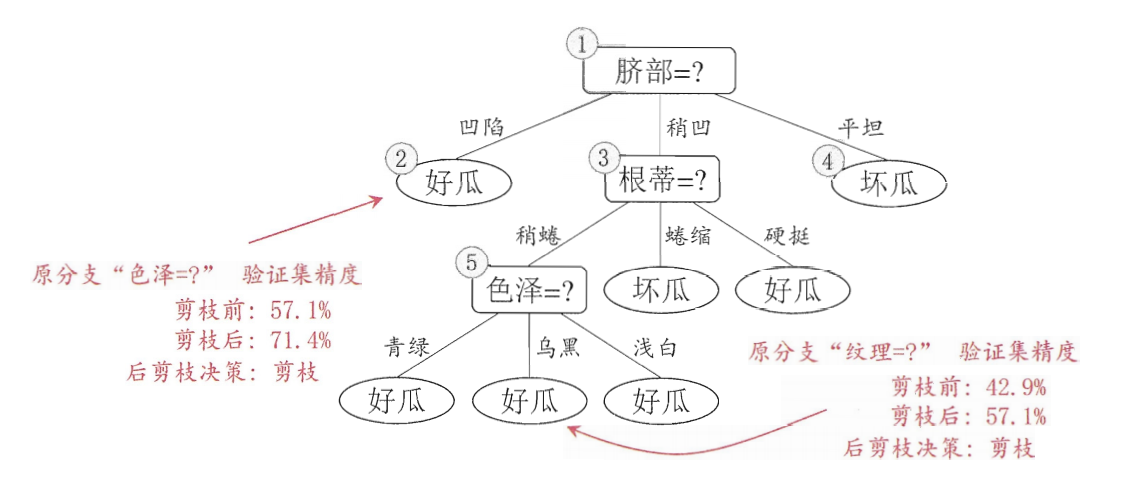 1
脐部=?
凹陷
稍凹
平坦
2
好瓜
3
根蒂=?
4
坏瓜
稍蜷
蜷缩
硬挺
5
色泽=?
坏瓜
好瓜
原分支“色泽=?” 验证集精度
剪枝前: 57.1%
剪枝后: 71.4%
后剪枝决策: 剪枝
青绿
乌黑
浅白
好瓜
好瓜
好瓜
原分支“纹理=?” 验证集精度
剪枝前: 42.9%
剪枝后: 57.1%
后剪枝决策: 剪枝